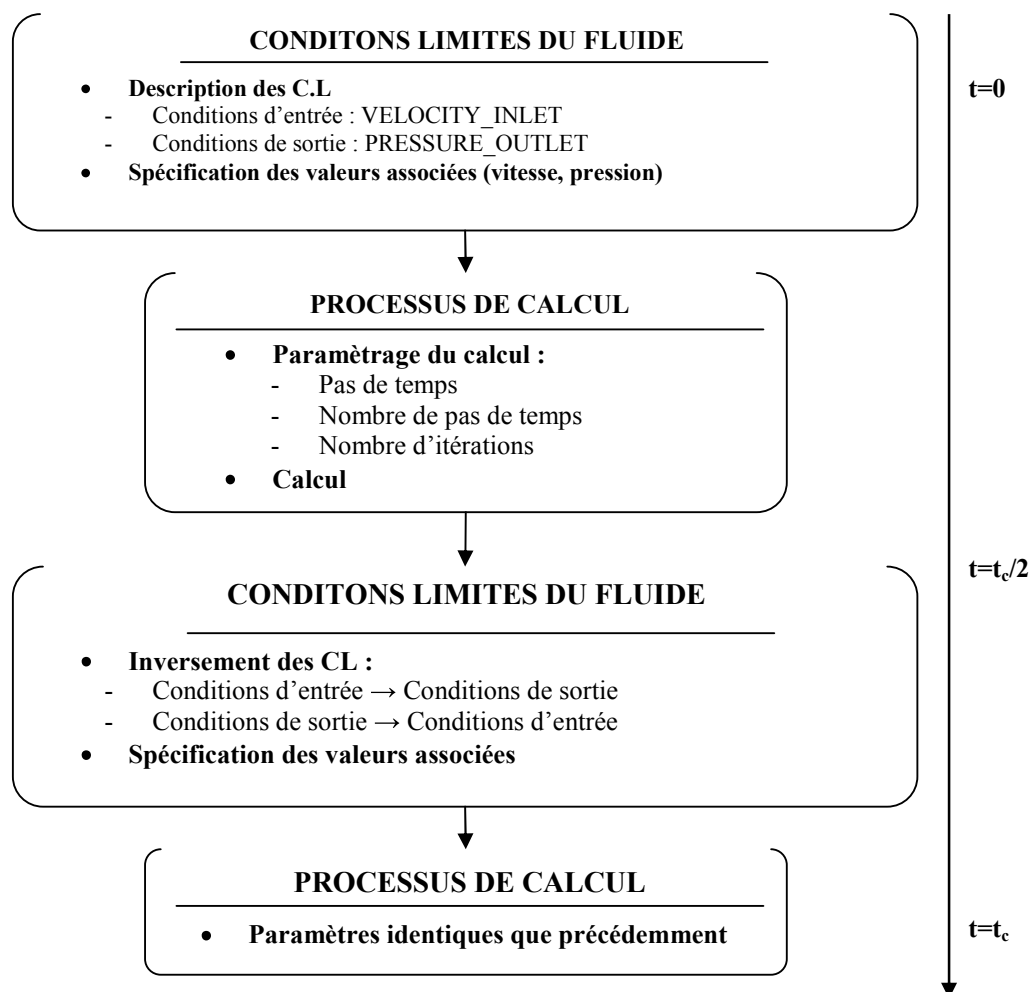 CONDITONS LIMITES DU FLUIDE
• Description des C.L
- Conditions d’entrée : VELOCITY_INLET
- Conditions de sortie : PRESSURE_OUTLET
• Spécification des valeurs associées (vitesse, pression)
t=0
PROCESSUS DE CALCUL
• Paramètrage du calcul :
- Pas de temps
- Nombre de pas de temps
- Nombre d’itérations
• Calcul
t=tc/2
CONDITONS LIMITES DU FLUIDE
• Inversement des CL :
- Conditions d’entrée → Conditions de sortie
- Conditions de sortie → Conditions d’entrée
• Spécification des valeurs associées
PROCESSUS DE CALCUL
• Paramètres identiques que précédemment
t=tc